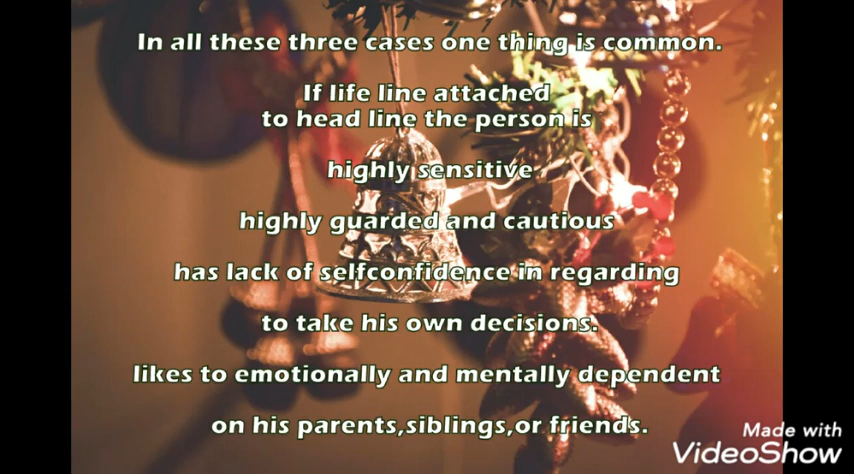 In all these three cases one thing is common.
If life line attached
to head line the person is
highly sensitive
highly guarded and cautious
has lack of selfconfidence in regarding
to take his own decisions.
likes to emotionally and mentally dependent
on his parents,siblings,or friends.
Made with
VideoShow